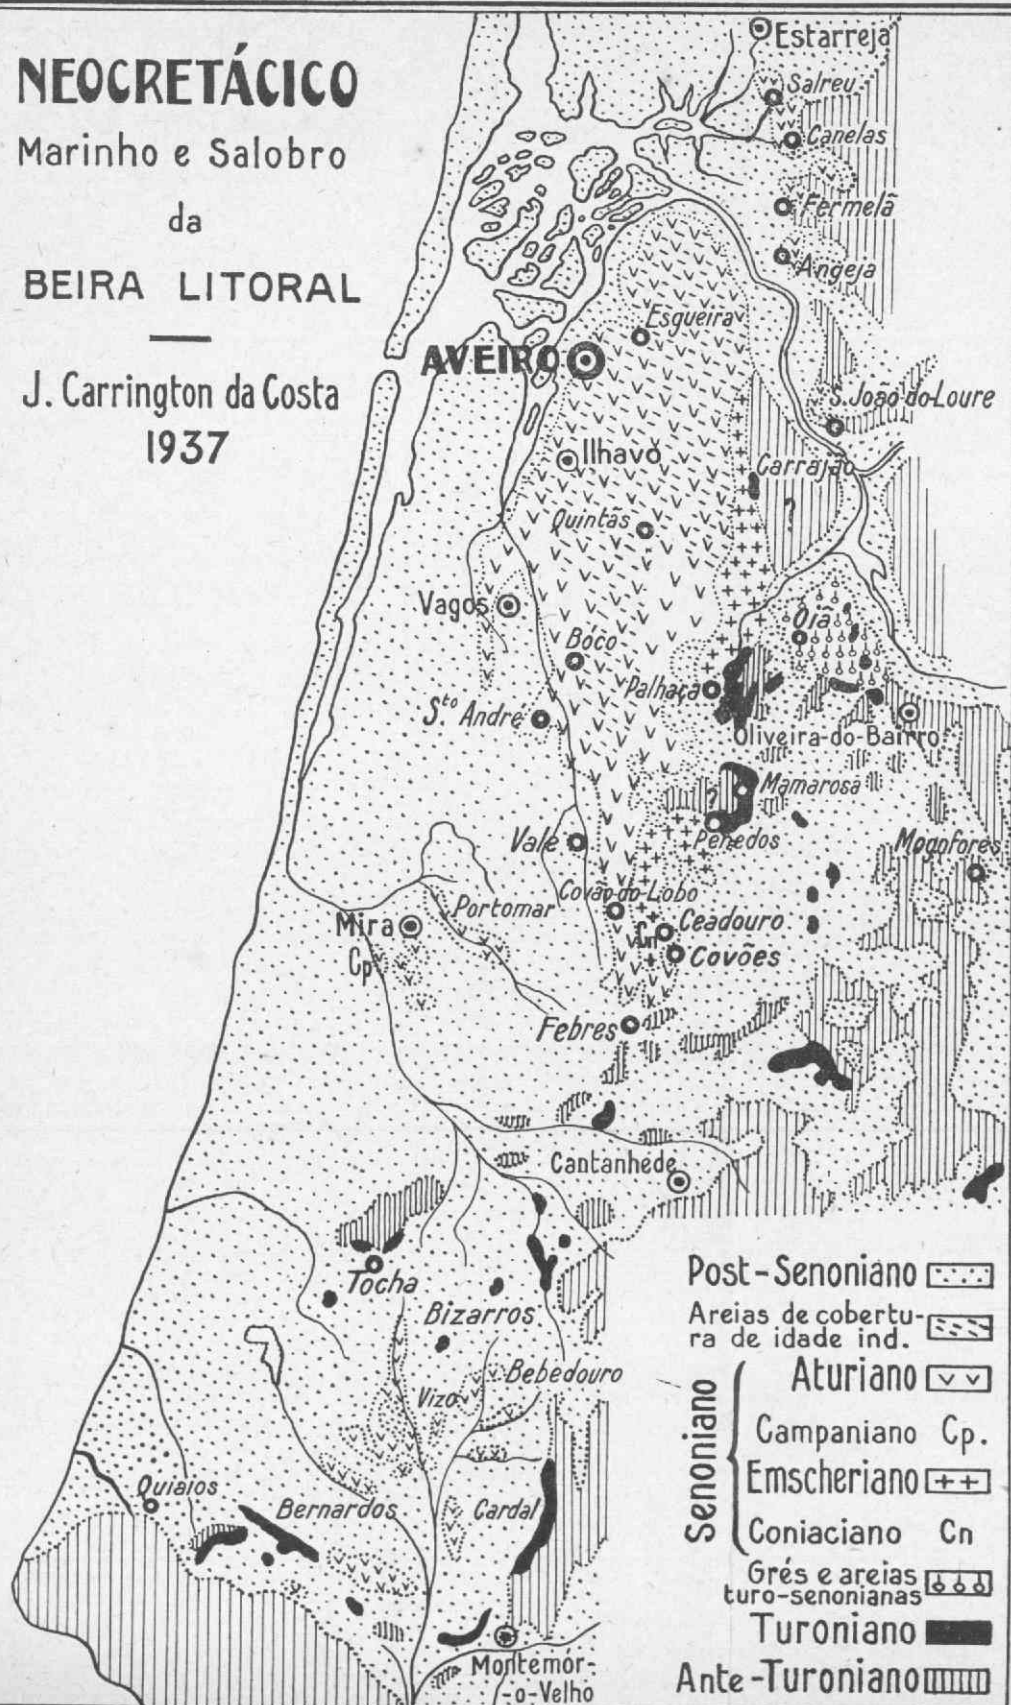 NEOCRETÁCICO
Marinho e Salobro
da
BEIRA LITORAL
J. Carrington da Costa
1937
Estarreja
Salreu
Canelas
Fermelã
Angeja
Esgueira
AVEIRO
S. João-do-Loure
Ilhavo
Carrajão
?
Quintãs
Vagos
Oiã
Bôco
Palhaça
Sto André
Oliveira-do-Bairro
Mamarosa
?
Penedos
Vale
Mogofores
Covão-do-Lobo
Portomar
Mira
Ceadouro
Cn
Covões
Cp
Febres
Cantanhede
Tocha
Bizarros
Bebedouro
Vizo
Quiaios
Bernardos
Cardal
Montemór-
-o-Velho
Post-Senoniano
Areias de cobertu-
ra de idade ind.
Senoniano
Aturiano
Campaniano Cp.
Emscheriano
Coniaciano Cn
Grés e areias
turo-senonianas
Turoniano
Ante-Turoniano